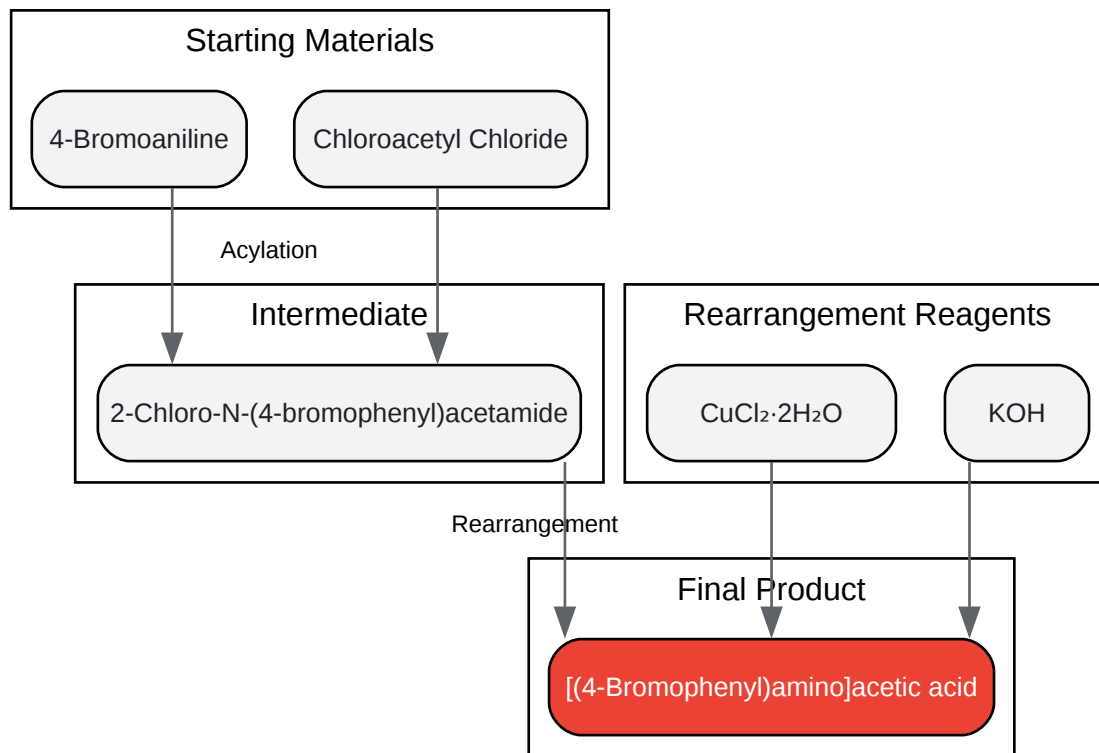 Starting Materials
4-Bromoaniline
Chloroacetyl Chloride
Acylation
Intermediate
2-Chloro-N-(4-bromophenyl)acetamide
Rearrangement Reagents
CuCl₂·2H₂O
KOH
Rearrangement
Final Product
[(4-Bromophenyl)amino]acetic acid